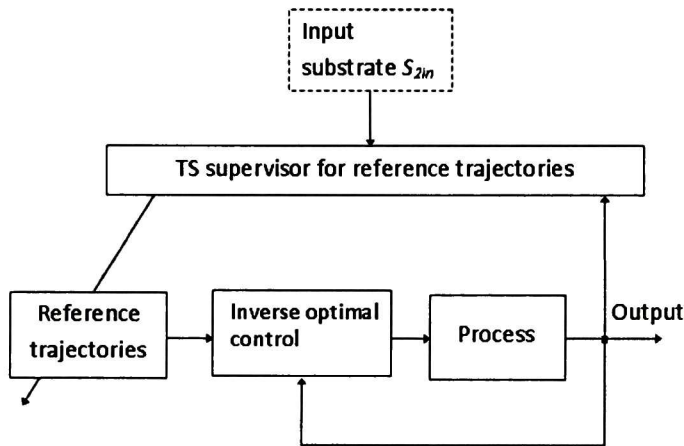 Input
substrate S2in
TS supervisor for reference trajectories
Reference
trajectories
Inverse optimal
control
Process
Output